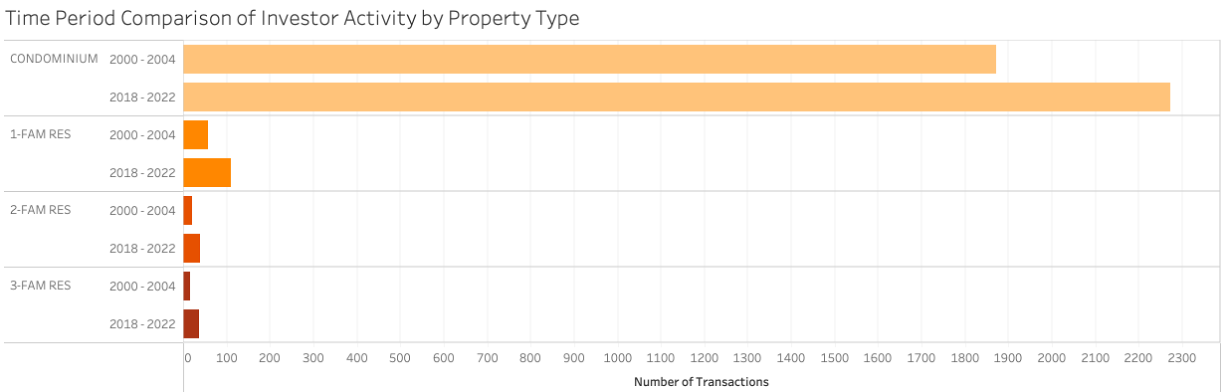 Time Period Comparison of Investor Activity by Property Type
CONDOMINIUM 2000 - 2004
2018 - 2022
1-FAM RES 2000 - 2004
2018 - 2022
2-FAM RES 2000 - 2004
2018 - 2022
3-FAM RES 2000 - 2004
2018 - 2022
0 100 200 300 400 500 600 700 800 900 1000 1100 1200 1300 1400 1500 1600 1700 1800 1900 2000 2100 2200 2300
Number of Transactions